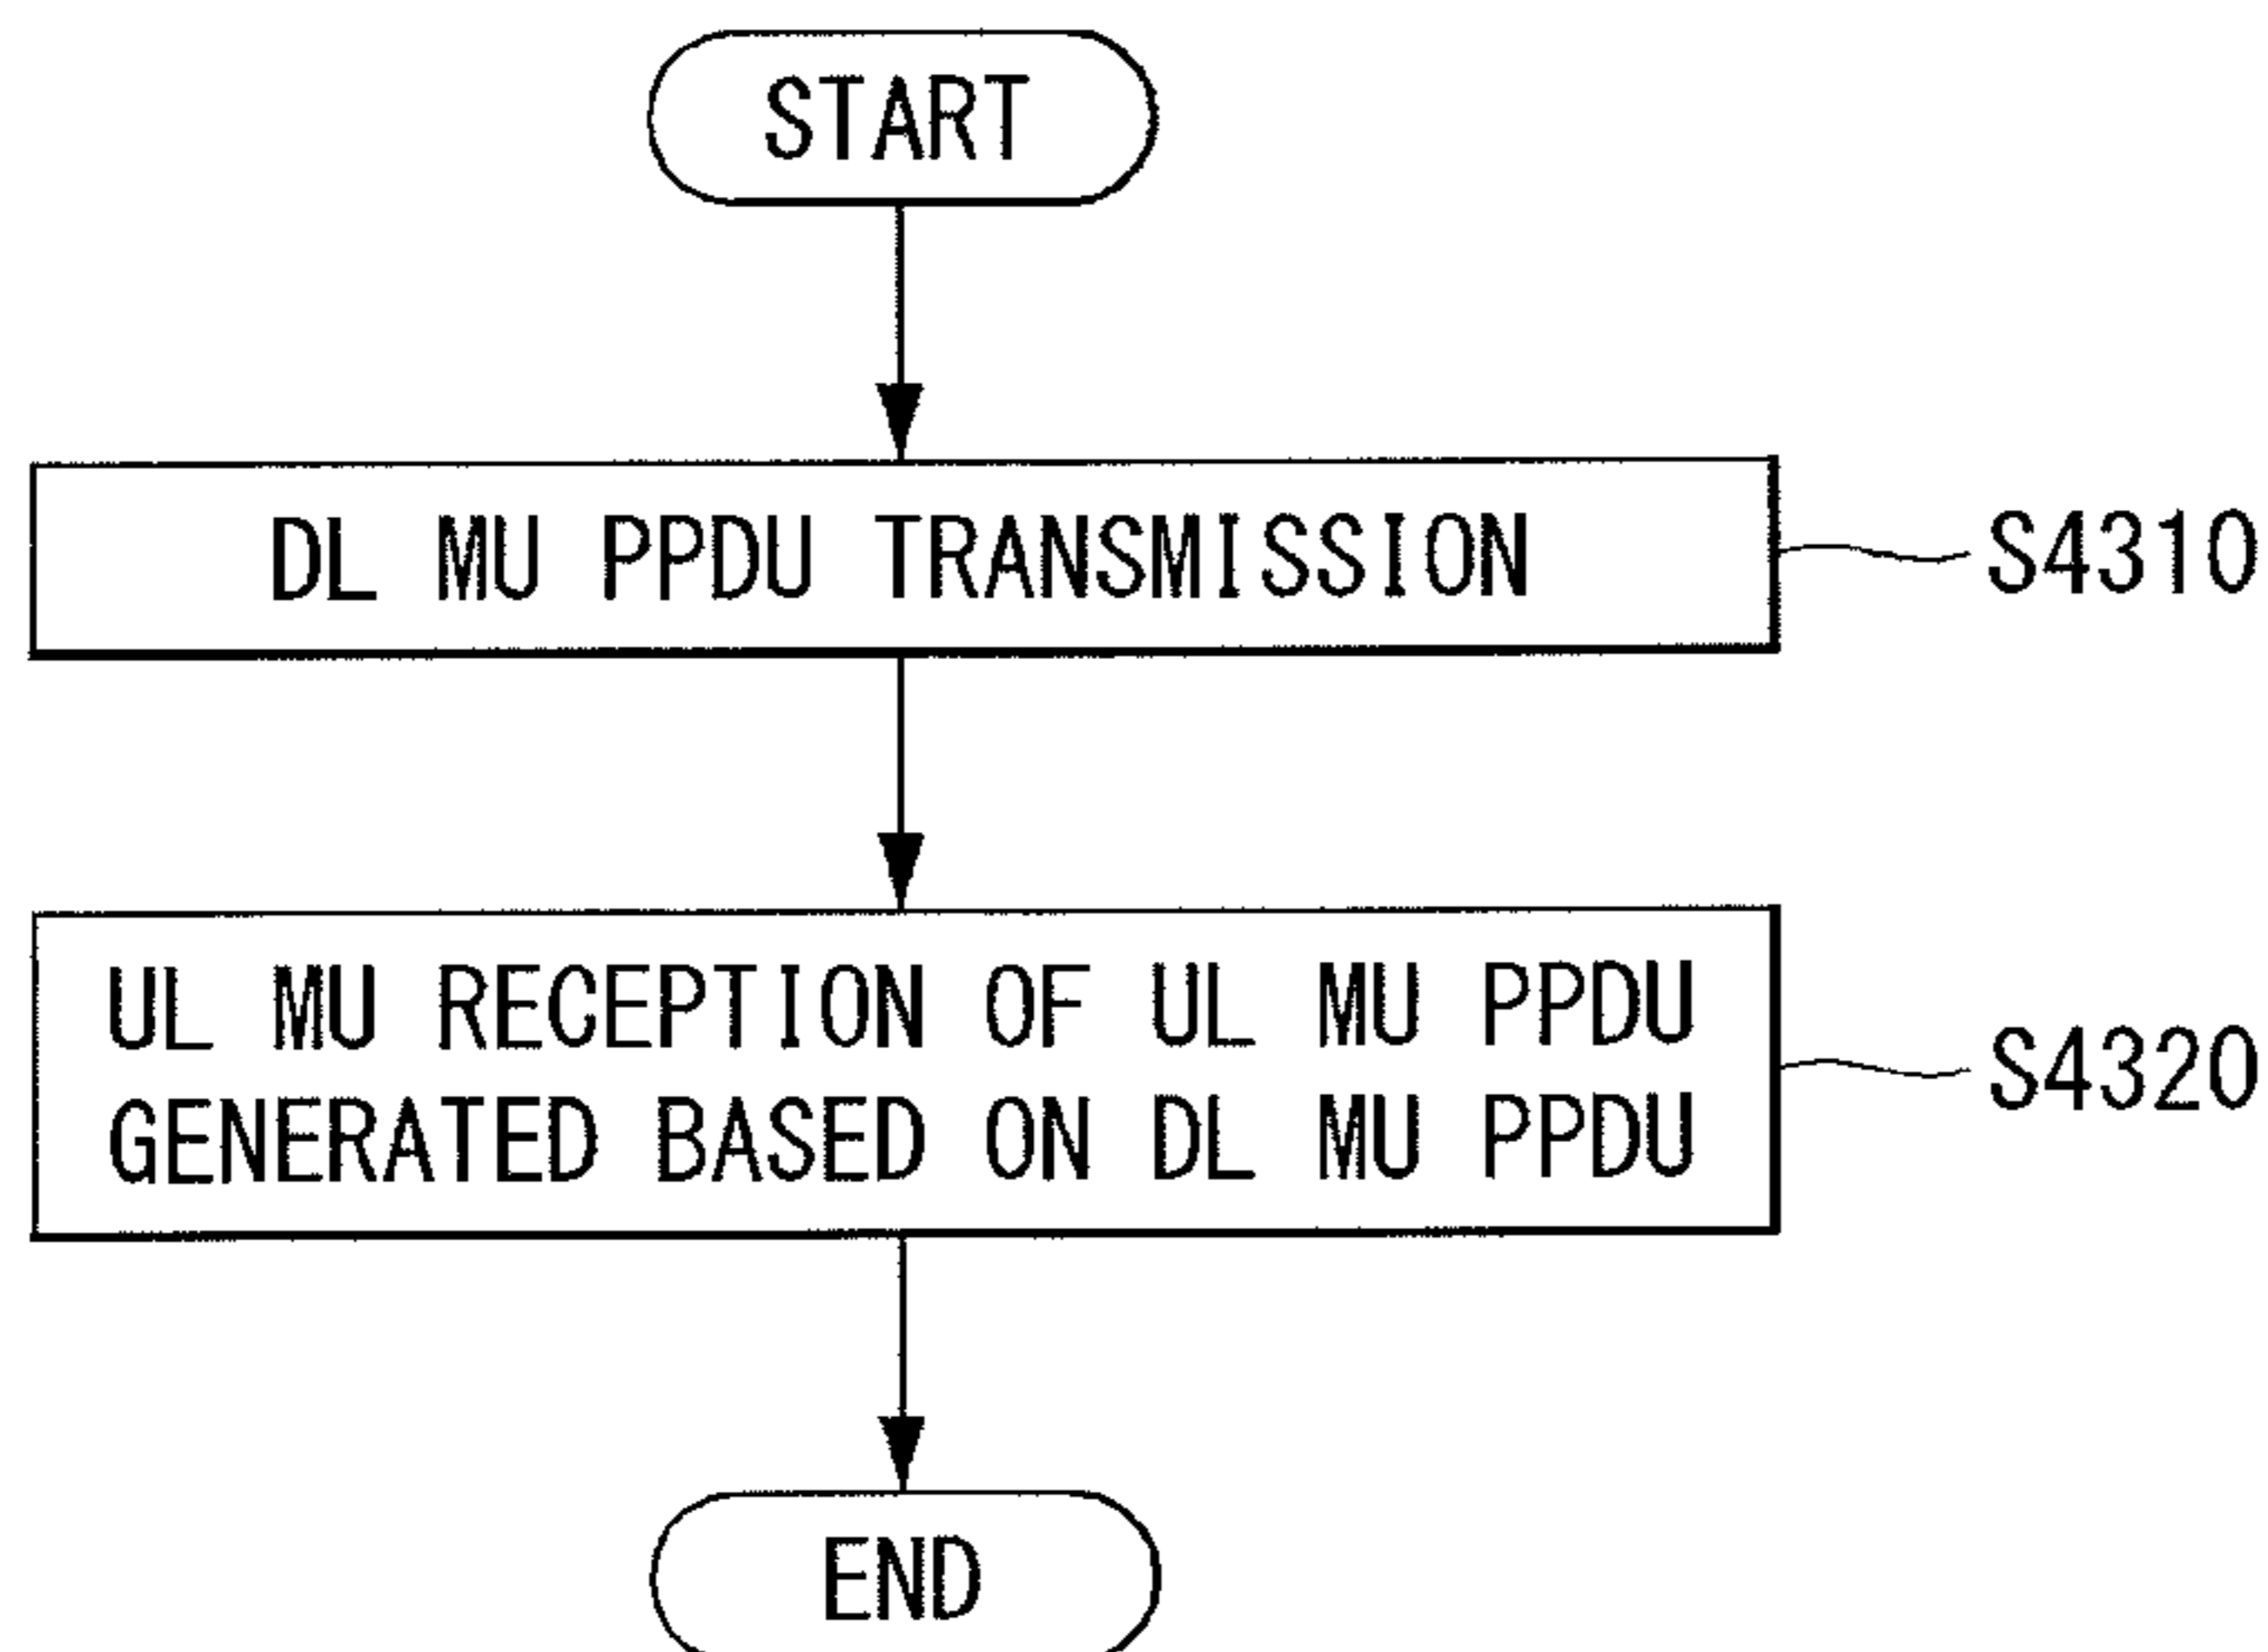 START
DL MU PPDU TRANSMISSION
S4310
UL MU RECEPTION OF UL MU PPDU
GENERATED BASED ON DL MU PPDU
S4320
END